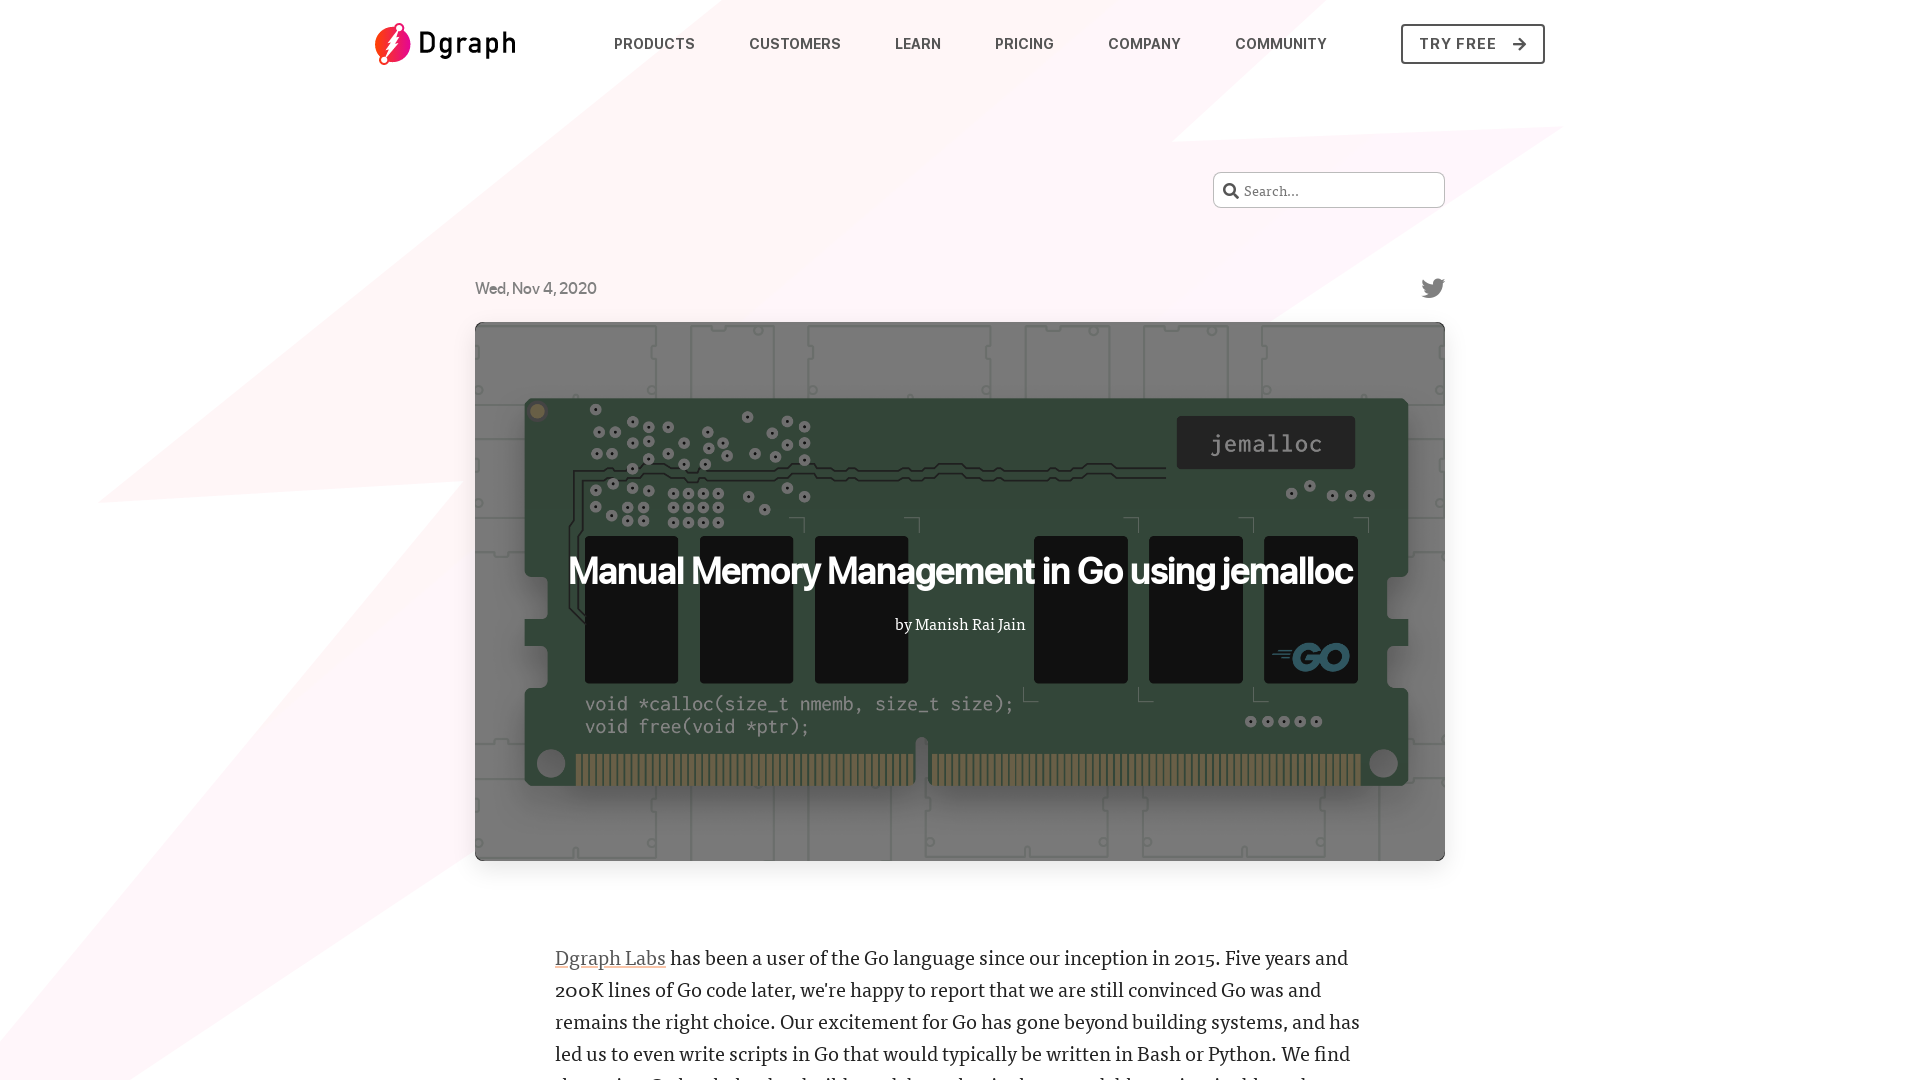 Dgraph
PRODUCTS
CUSTOMERS
LEARN
PRICING
COMPANY
COMMUNITY
TRY FREE
Search...
Wed, Nov 4, 2020
jemalloc
Manual Memory Management in Go using jemalloc
by Manish Rai Jain
GO
void *calloc(size_t nmemb, size_t size);
void free(void *ptr);
Dgraph Labs has been a user of the Go language since our inception in 2015. Five years and
200K lines of Go code later, we're happy to report that we are still convinced Go was and
remains the right choice. Our excitement for Go has gone beyond building systems, and has
led us to even write scripts in Go that would typically be written in Bash or Python. We find